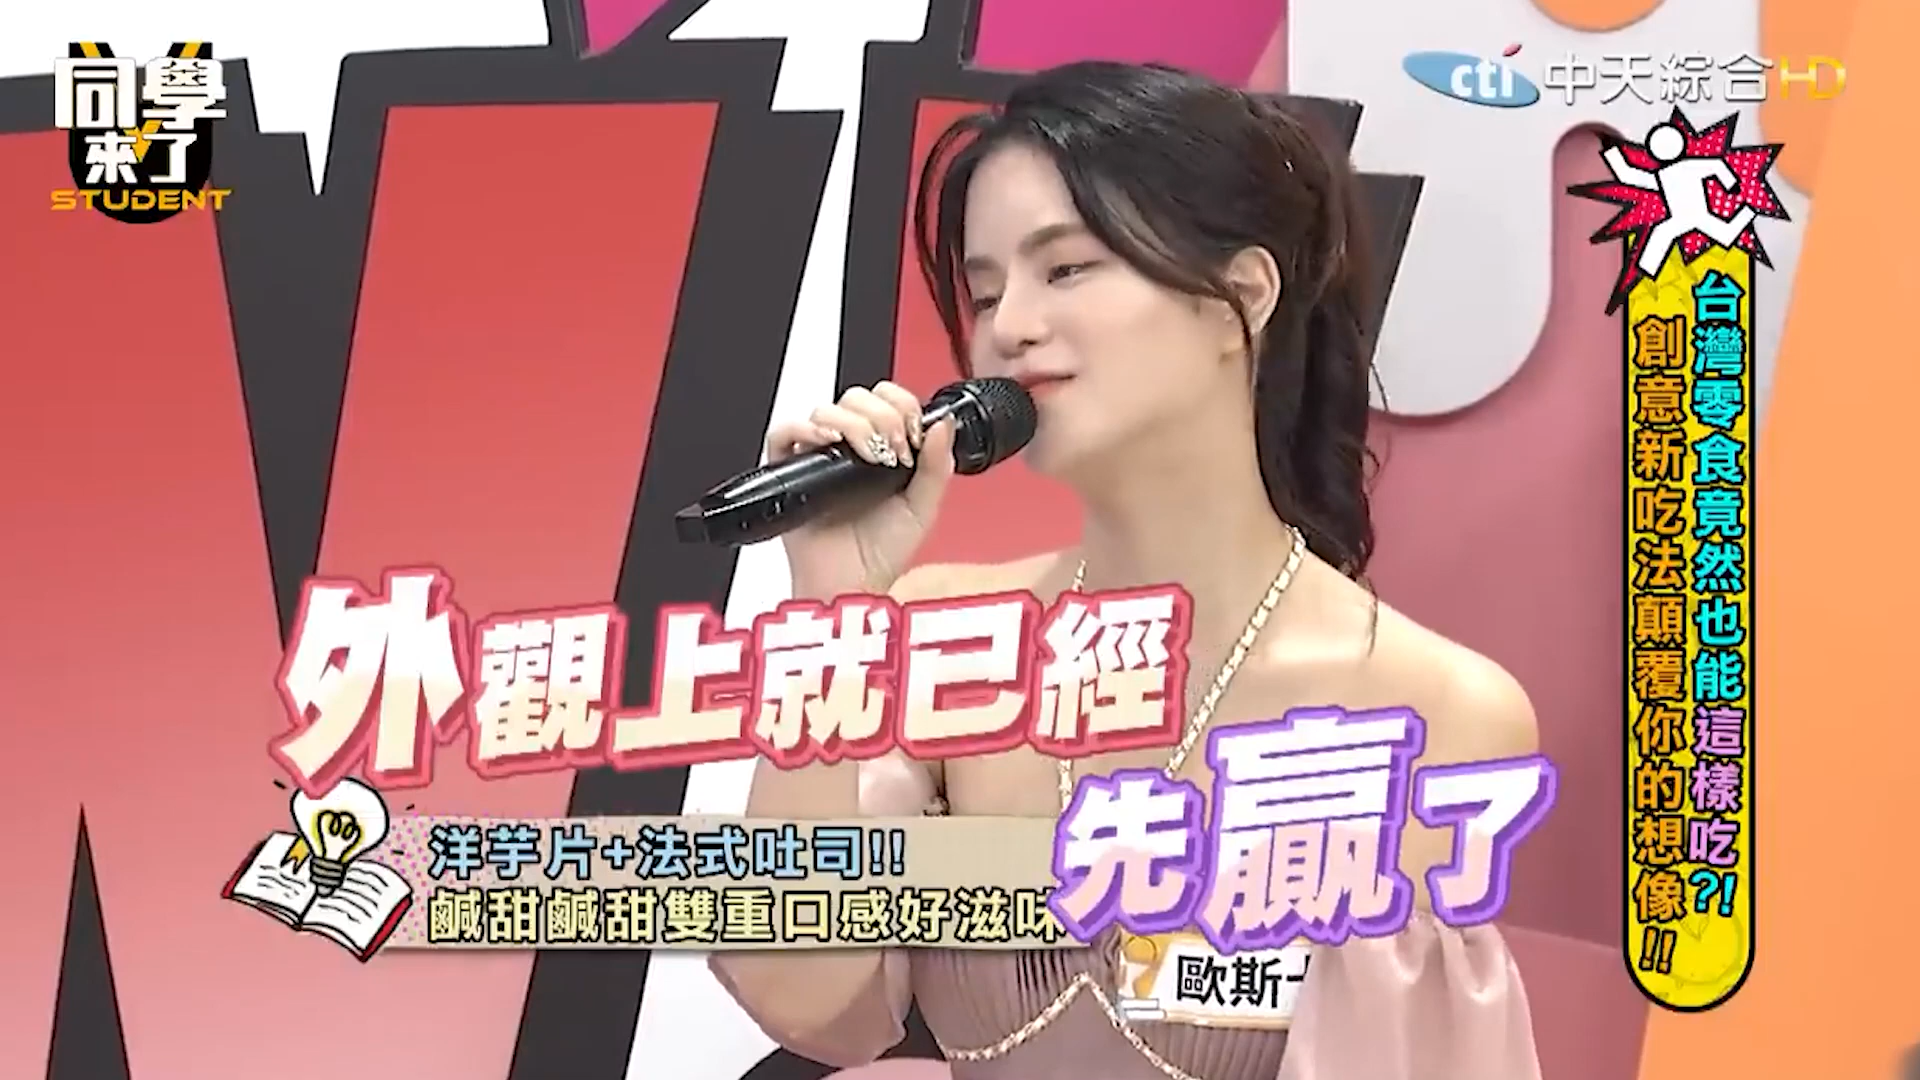 同學
來了
STUDENT
cti 中天綜合HD
台灣零食竟然也能這樣吃?!
創意新吃法顛覆你的想像!!
外觀上就已經
先贏了
洋芋片+法式吐司!!
鹹甜鹹甜雙重口感好滋味
歐斯